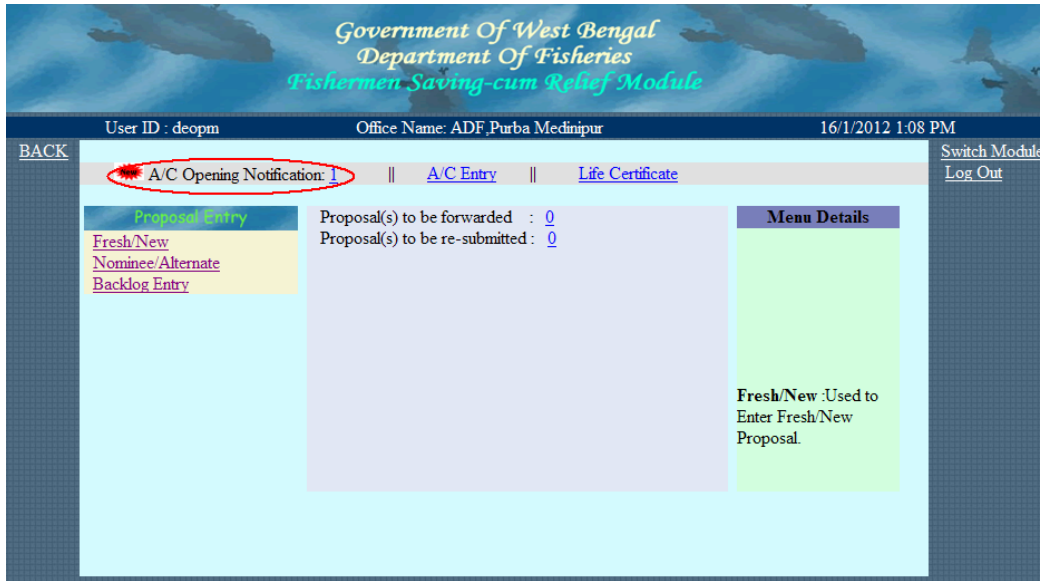 Government Of West Bengal
Department Of Fisheries
Fishermen Saving-cum Relief Module
User ID : deopm Office Name: ADF,Purba Medinipur 16/1/2012 1:08 PM
BACK
Switch Module
Log Out
New A/C Opening Notification: 1 || A/C Entry || Life Certificate
Proposal Entry
Fresh/New
Nominee/Alternate
Backlog Entry
Proposal(s) to be forwarded : 0
Proposal(s) to be re-submitted : 0
Menu Details
Fresh/New :Used to
Enter Fresh/New
Proposal.